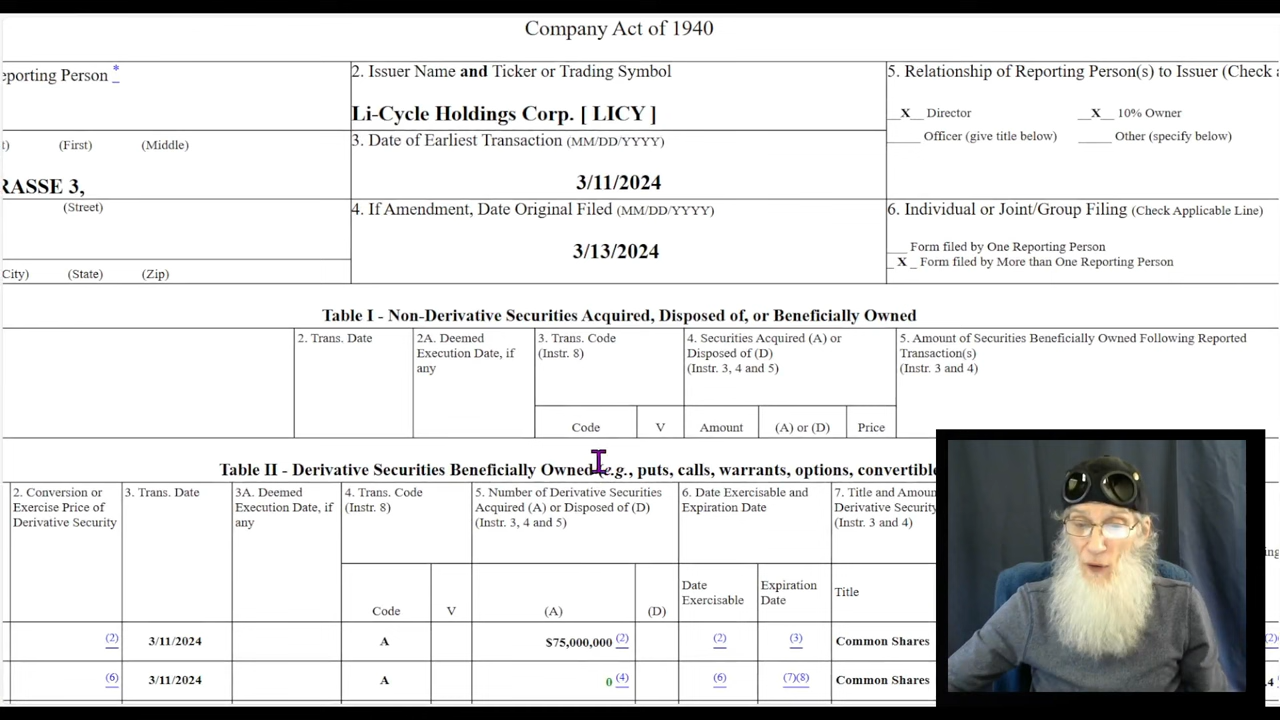 Company Act of 1940
eporting Person *
2. Issuer Name and Ticker or Trading Symbol
Li-Cycle Holdings Corp. [ LICY ]
5. Relationship of Reporting Person(s) to Issuer (Check
__X__ Director __X__ 10% Owner
_____ Officer (give title below) _____ Other (specify below)
(First) (Middle)
3. Date of Earliest Transaction (MM/DD/YYYY)
3/11/2024
RASSE 3,
(Street)
4. If Amendment, Date Original Filed (MM/DD/YYYY)
3/13/2024
6. Individual or Joint/Group Filing (Check Applicable Line)
___ Form filed by One Reporting Person
_X_ Form filed by More than One Reporting Person
City) (State) (Zip)
Table I - Non-Derivative Securities Acquired, Disposed of, or Beneficially Owned
2. Trans. Date
2A. Deemed
Execution Date, if
any
3. Trans. Code
(Instr. 8)
4. Securities Acquired (A) or
Disposed of (D)
(Instr. 3, 4 and 5)
5. Amount of Securities Beneficially Owned Following Reported
Transaction(s)
(Instr. 3 and 4)
Code V Amount (A) or (D) Price
Table II - Derivative Securities Beneficially Owned (e.g., puts, calls, warrants, options, convertible
2. Conversion or
Exercise Price of
Derivative Security
3. Trans. Date
3A. Deemed
Execution Date, if
any
4. Trans. Code
(Instr. 8)
5. Number of Derivative Securities
Acquired (A) or Disposed of (D)
(Instr. 3, 4 and 5)
6. Date Exercisable and
Expiration Date
7. Title and Amoun
Derivative Security
(Instr. 3 and 4)
Code V (A) (D)
Date
Exercisable
Expiration
Date
Title
(2) 3/11/2024 A $75,000,000 (2) (2) (3) Common Shares
(6) 3/11/2024 A 0 (4) (6) (7)(8) Common Shares